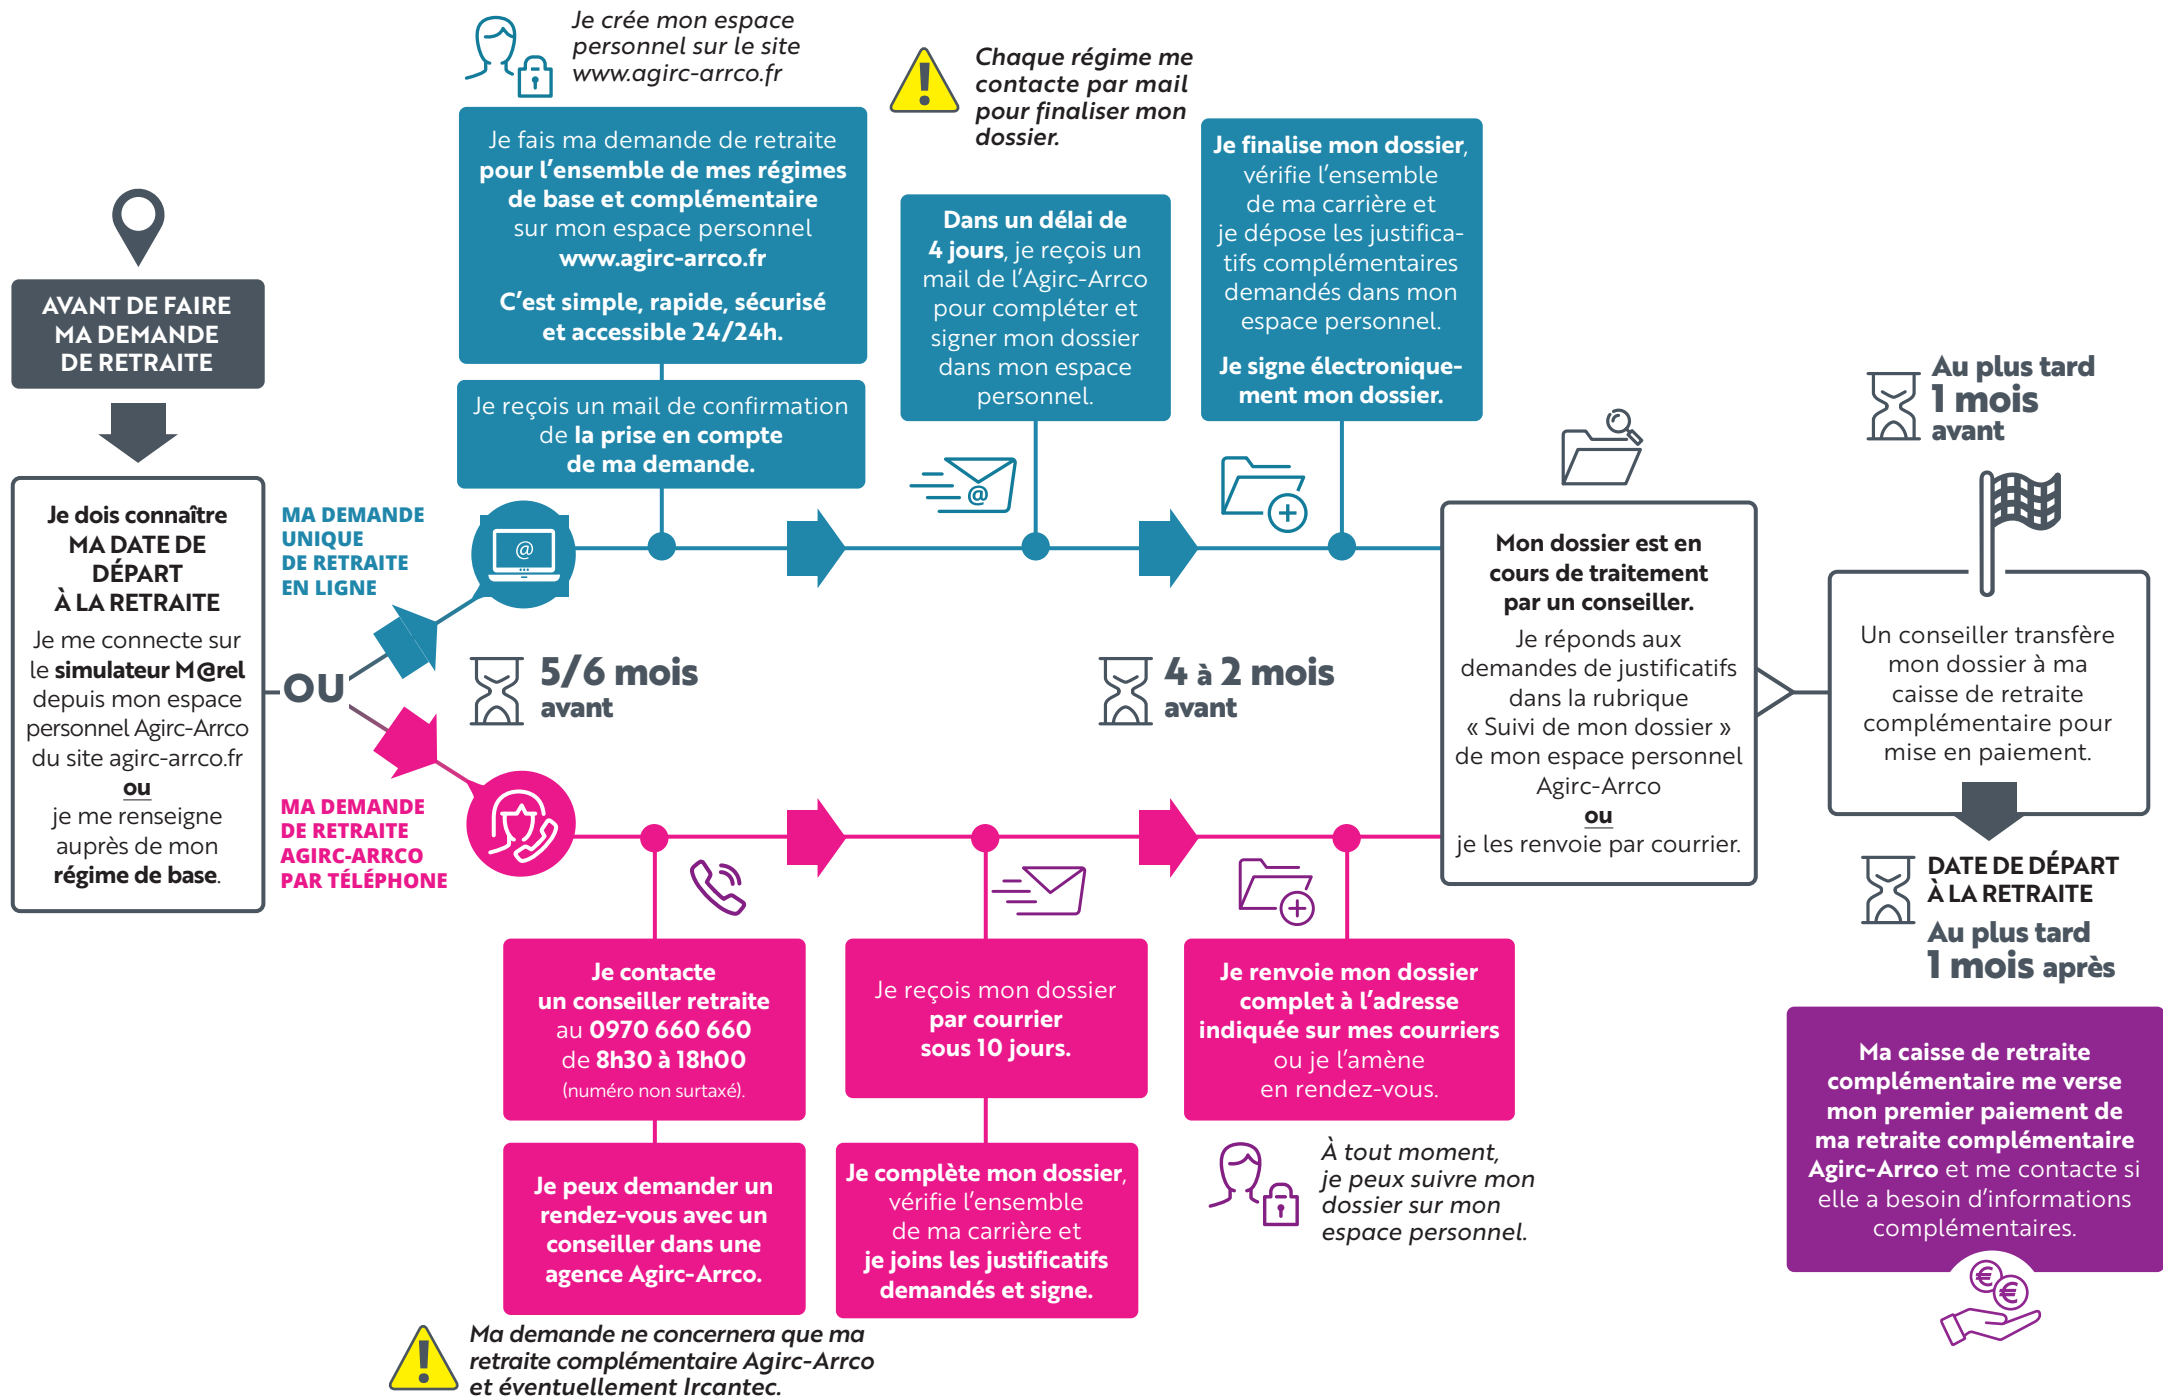 Je crée mon espace
personnel sur le site
www.agirc-arrco.fr
Chaque régime me
contacte par mail
pour finaliser mon
dossier.
AVANT DE FAIRE
MA DEMANDE
DE RETRAITE
Je dois connaître
MA DATE DE
DÉPART
À LA RETRAITE
Je me connecte sur
le simulateur M@rel
depuis mon espace
personnel Agirc-Arrco
du site agirc-arrco.fr
ou
je me renseigne
auprès de mon
régime de base.
OU
MA DEMANDE
UNIQUE
DE RETRAITE
EN LIGNE
@
Je fais ma demande de retraite
pour l'ensemble de mes régimes
de base et complémentaire
sur mon espace personnel
www.agirc-arrco.fr
C'est simple, rapide, sécurisé
et accessible 24/24h.
Je reçois un mail de confirmation
de la prise en compte
de ma demande.
Dans un délai de
4 jours, je reçois un
mail de l'Agirc-Arrco
pour compléter et
signer mon dossier
dans mon espace
personnel.
@
Je finalise mon dossier,
vérifie l'ensemble
de ma carrière et
je dépose les justifica-
tifs complémentaires
demandés dans mon
espace personnel.
Je signe électronique-
ment mon dossier.
5/6 mois
avant
4 à 2 mois
avant
MA DEMANDE
DE RETRAITE
AGIRC-ARRCO
PAR TÉLÉPHONE
Je contacte
un conseiller retraite
au 0970 660 660
de 8h30 à 18h00
(numéro non surtaxé).
Je peux demander un
rendez-vous avec un
conseiller dans une
agence Agirc-Arrco.
Ma demande ne concernera que ma
retraite complémentaire Agirc-Arrco
et éventuellement Ircantec.
Je reçois mon dossier
par courrier
sous 10 jours.
Je complète mon dossier,
vérifie l'ensemble
de ma carrière et
je joins les justificatifs
demandés et signe.
Je renvoie mon dossier
complet à l'adresse
indiquée sur mes courriers
ou je l'amène
en rendez-vous.
À tout moment,
je peux suivre mon
dossier sur mon
espace personnel.
Mon dossier est en
cours de traitement
par un conseiller.
Je réponds aux
demandes de justificatifs
dans la rubrique
« Suivi de mon dossier »
de mon espace personnel
Agirc-Arrco
ou
je les renvoie par courrier.
Au plus tard
1 mois
avant
Un conseiller transfère
mon dossier à ma
caisse de retraite
complémentaire pour
mise en paiement.
DATE DE DÉPART
À LA RETRAITE
Au plus tard
1 mois après
Ma caisse de retraite
complémentaire me verse
mon premier paiement de
ma retraite complémentaire
Agirc-Arrco et me contacte si
elle a besoin d'informations
complémentaires.
€
€